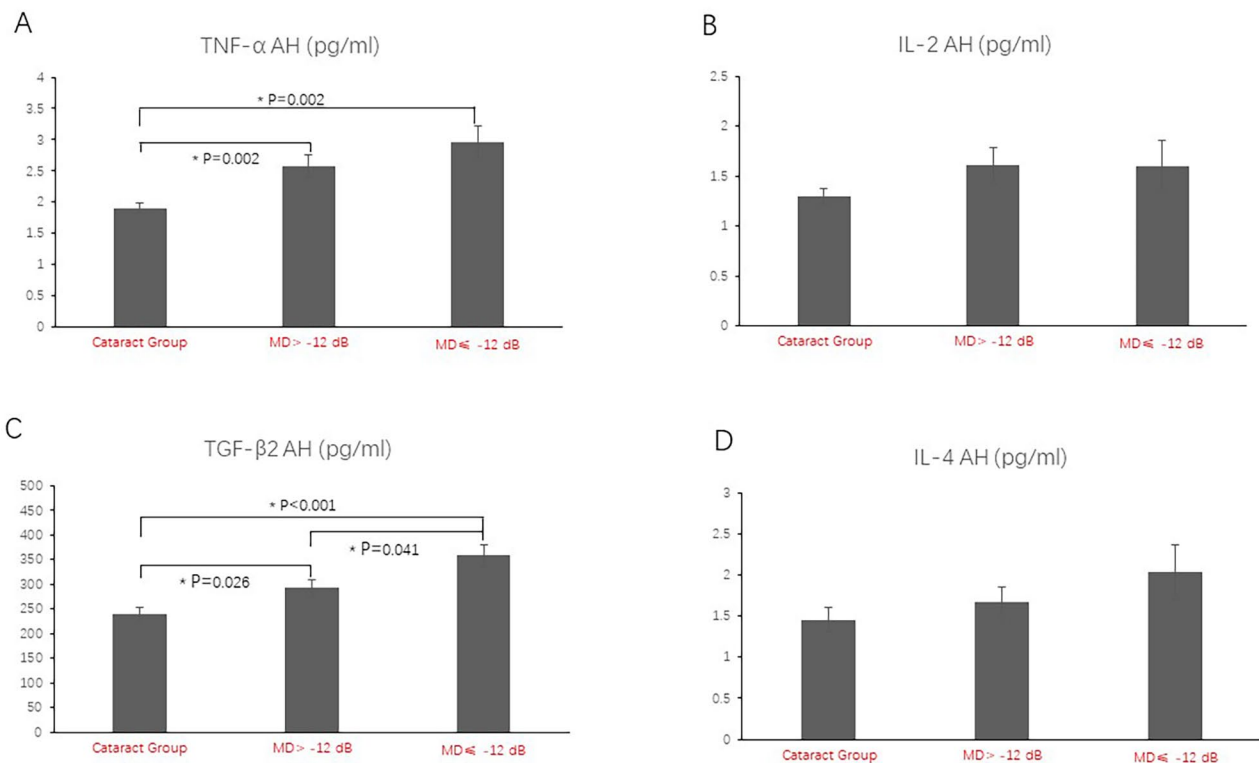 A
TNF-α AH (pg/ml)
4
3.5
3
2.5
2
1.5
1
0.5
0
* P=0.002
* P=0.002
Cataract Group
MD> -12 dB
MD⩽ -12 dB
B
IL-2 AH (pg/ml)
2.5
2
1.5
1
0.5
0
Cataract Group
MD> -12 dB
MD⩽ -12 dB
C
TGF-β2 AH (pg/ml)
500
450
400
350
300
250
200
150
100
50
0
* P<0.001
* P=0.041
* P=0.026
Cataract Group
MD> -12 dB
MD⩽ -12 dB
D
IL-4 AH (pg/ml)
3
2.5
2
1.5
1
0.5
0
Cataract Group
MD> -12 dB
MD⩽ -12 dB